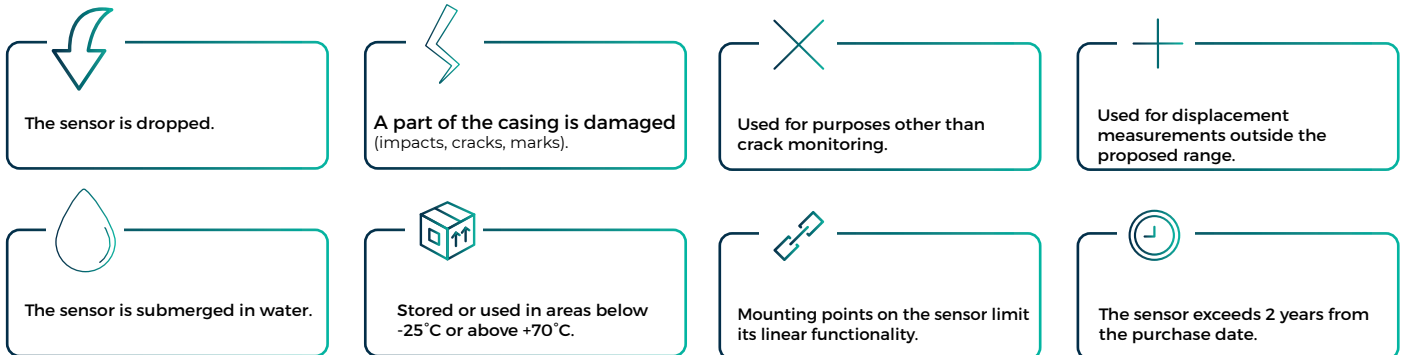 The sensor is dropped.
A part of the casing is damaged
(impacts, cracks, marks).
Used for purposes other than
crack monitoring.
Used for displacement
measurements outside the
proposed range.
The sensor is submerged in water.
Stored or used in areas below
-25°C or above +70°C.
Mounting points on the sensor limit
its linear functionality.
The sensor exceeds 2 years from
the purchase date.